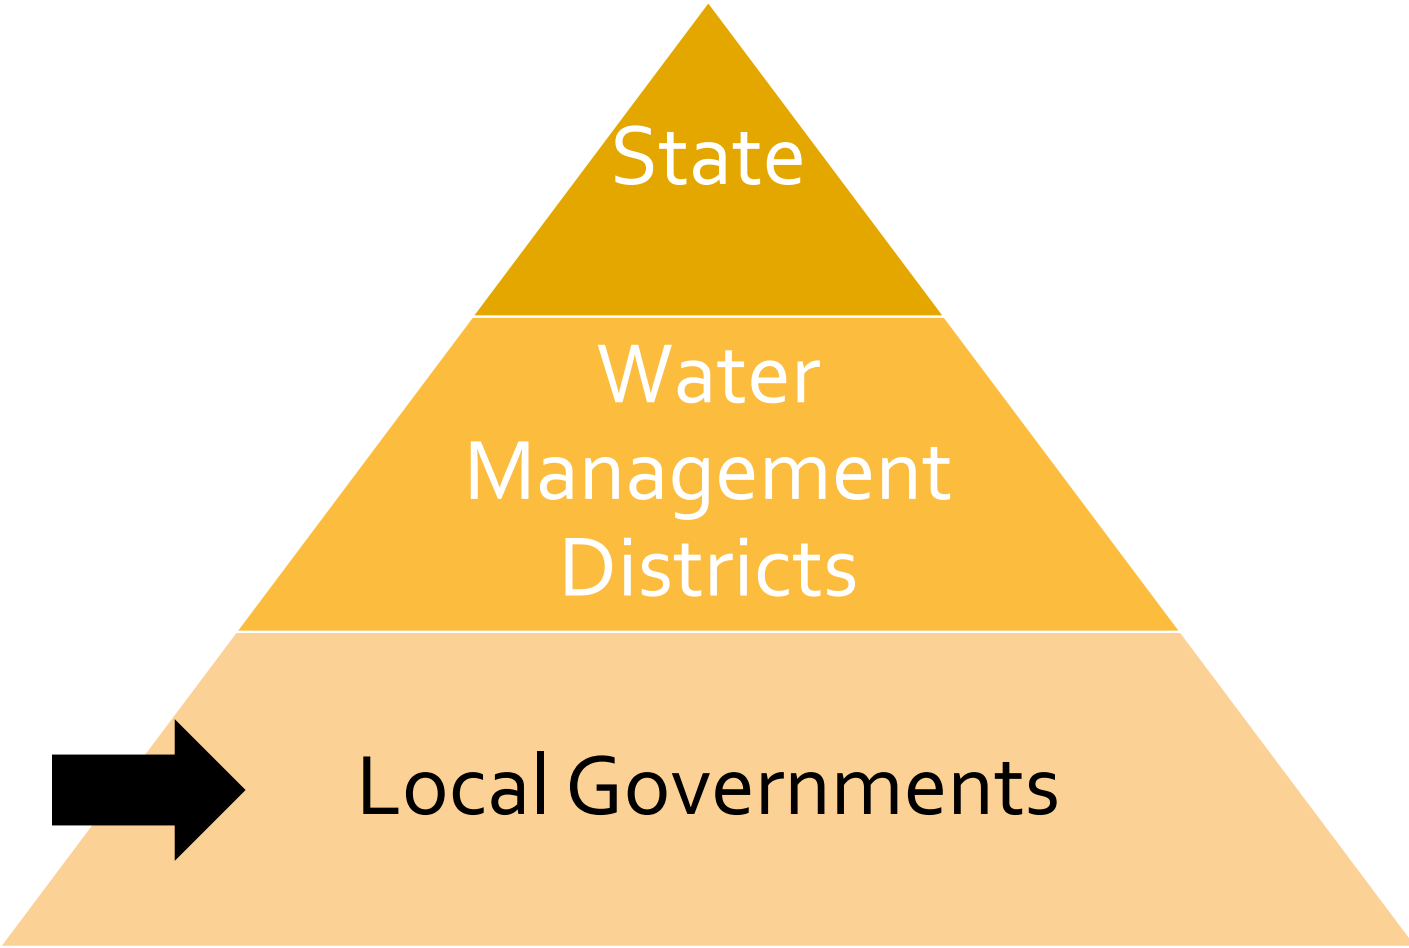 State
Water
Management
Districts
Local Governments